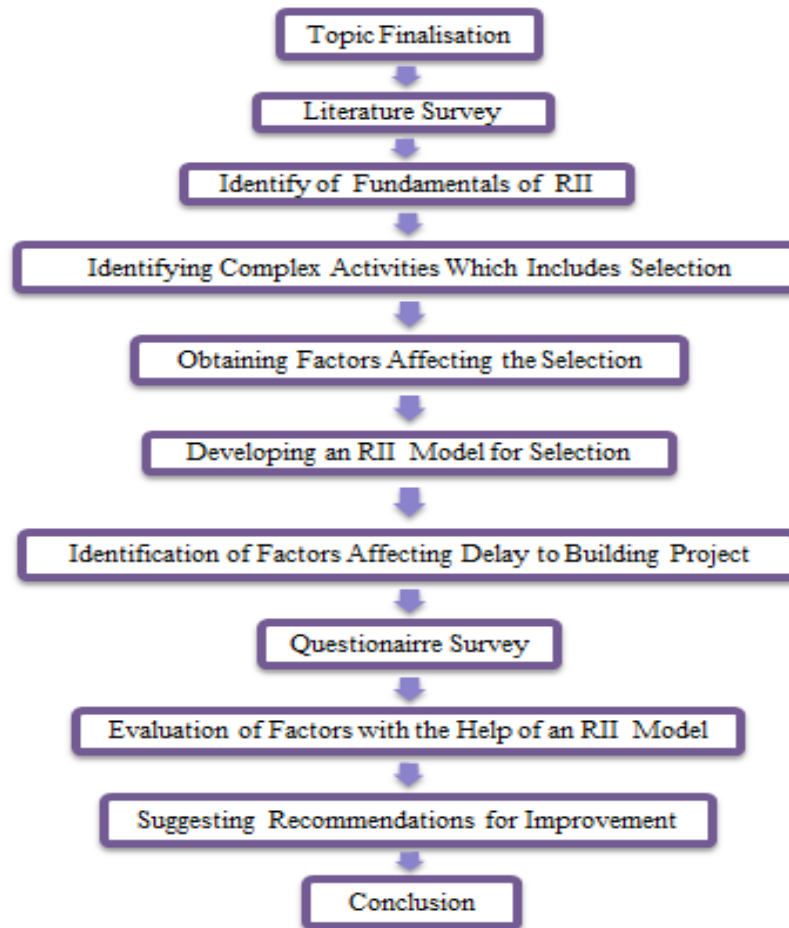 Topic Finalisation
Literature Survey
Identify of Fundamentals of RII
Identifying Complex Activities Which Includes Selection
Obtaining Factors Affecting the Selection
Developing an RII Model for Selection
Identification of Factors Affecting Delay to Building Project
Questionairre Survey
Evaluation of Factors with the Help of an RII Model
Suggesting Recommendations for Improvement
Conclusion